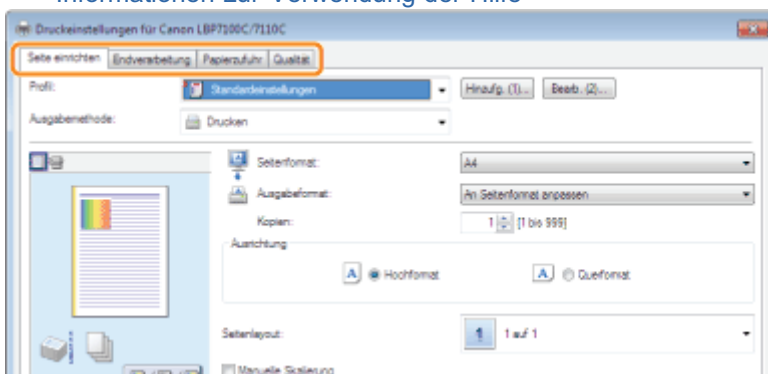 Informationen zur Verwendung der Hilfe
Druckeinstellungen für Canon LBP7100C/7110C
Seite einrichten Endverarbeitung Papierzufuhr Qualität
Profil: Standardeinstellungen Hinzufg. (1)... Bearb. (2)...
Ausgabemethode: Drucken
Seitenformat: A4
Ausgabeformat: An Seitenformat anpassen
Kopien: 1 [1 bis 999]
Ausrichtung
A Hochformat A Querformat
Seitenlayout: 1 1 auf 1
Manuelle Skalierung